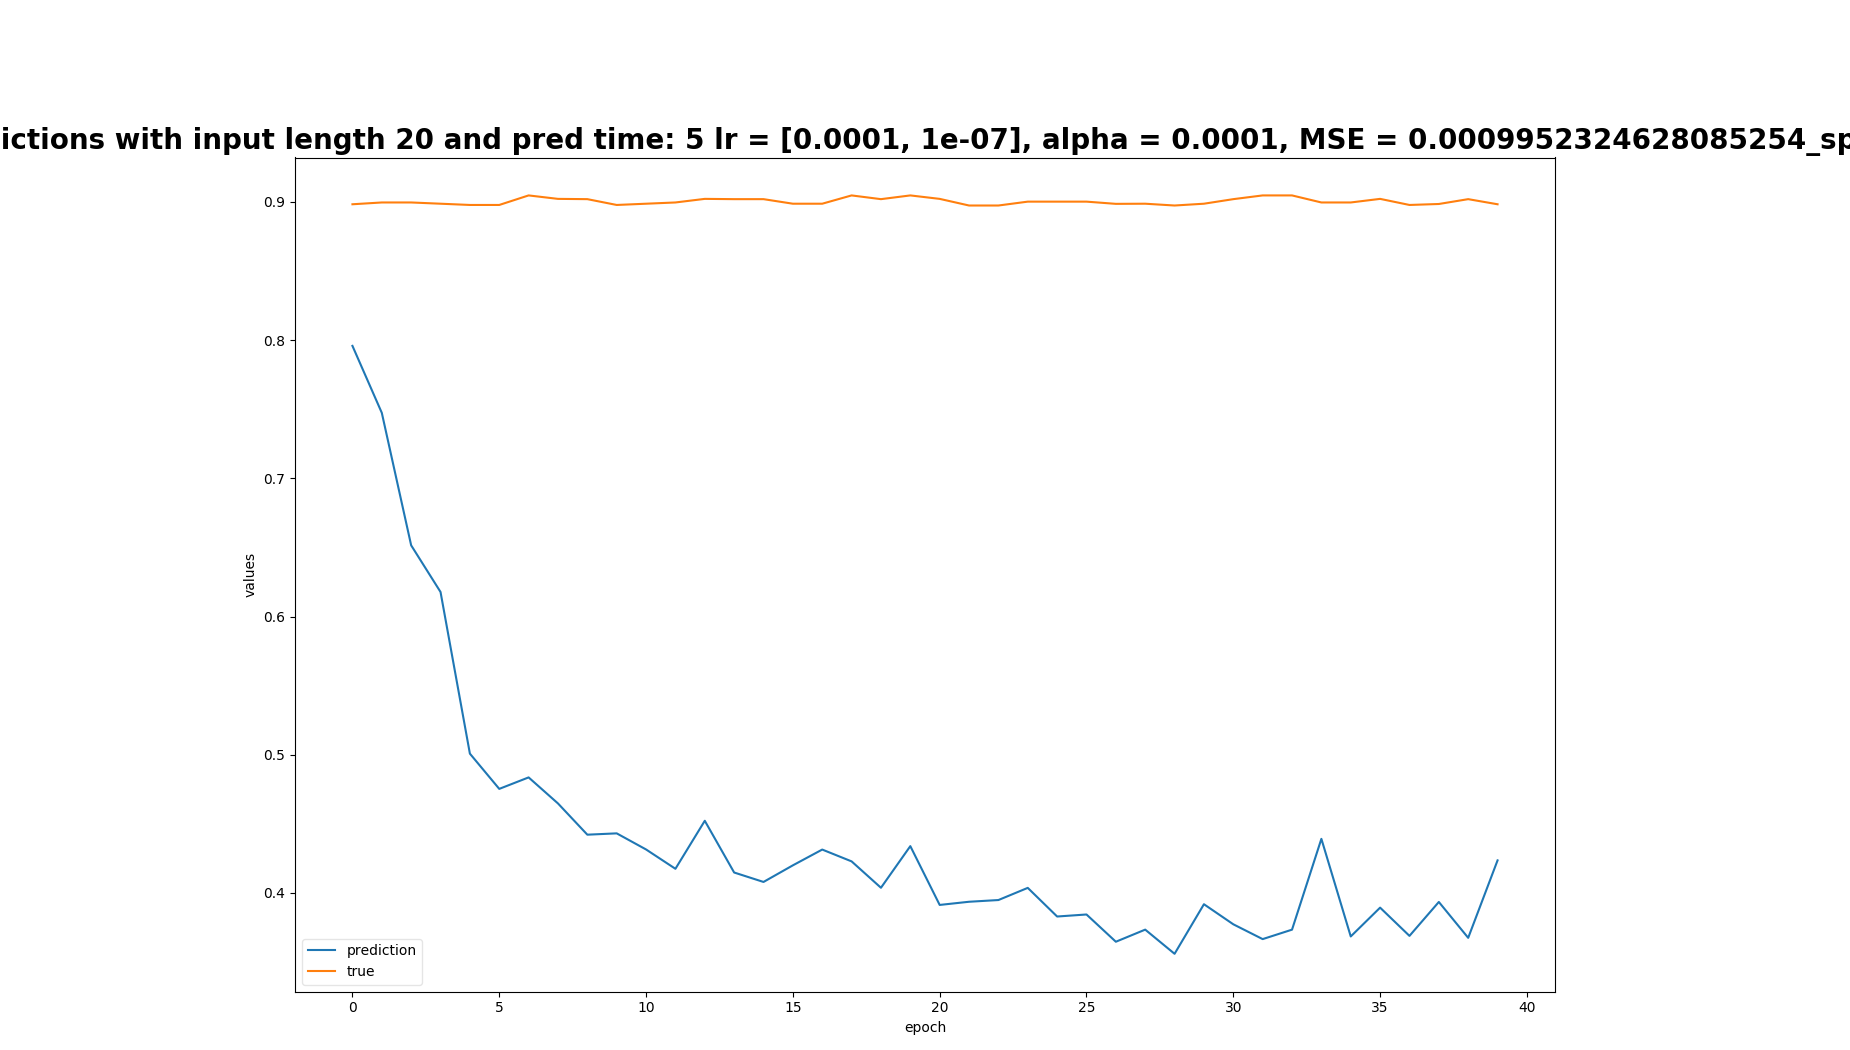 ictions with input length 20 and pred time: 5 lr = [0.0001, 1e-07], alpha = 0.0001, MSE = 0.0009952324628085254_sp
0.9
0.8
0.7
0.6
0.5
0.4
values
prediction
true
0 5 10 15 20 25 30 35 40
epoch